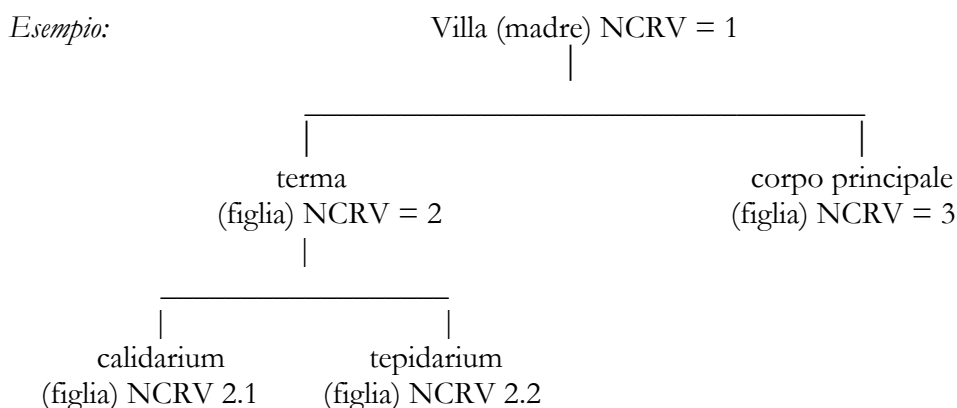 Esempio: Villa (madre) NCRV = 1
terma corpo principale
(figlia) NCRV = 2 (figlia) NCRV = 3
calidarium tepidarium
(figlia) NCRV 2.1 (figlia) NCRV 2.2